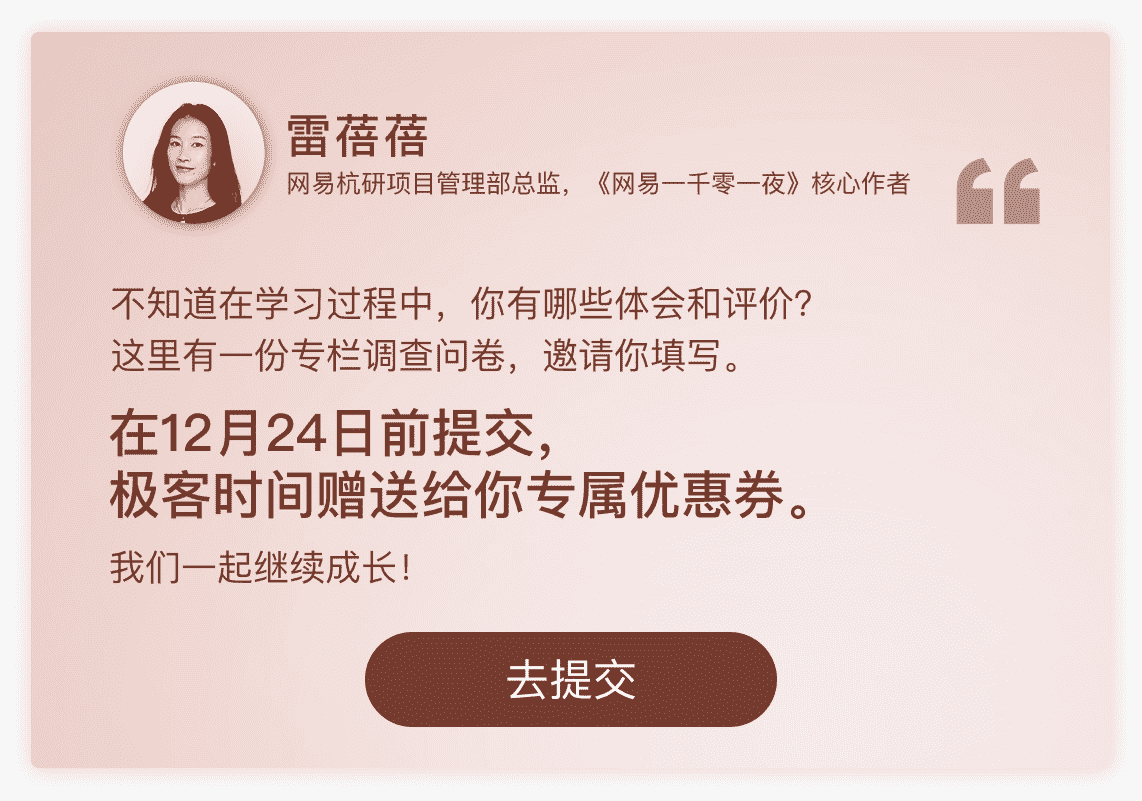 雷蓓蓓
网易杭研项目管理部总监，《网易一千零一夜》核心作者
不知道在学习过程中，你有哪些体会和评价？
这里有一份专栏调查问卷，邀请你填写。
在12月24日前提交，
极客时间赠送给你专属优惠券。
我们一起继续成长！
去提交